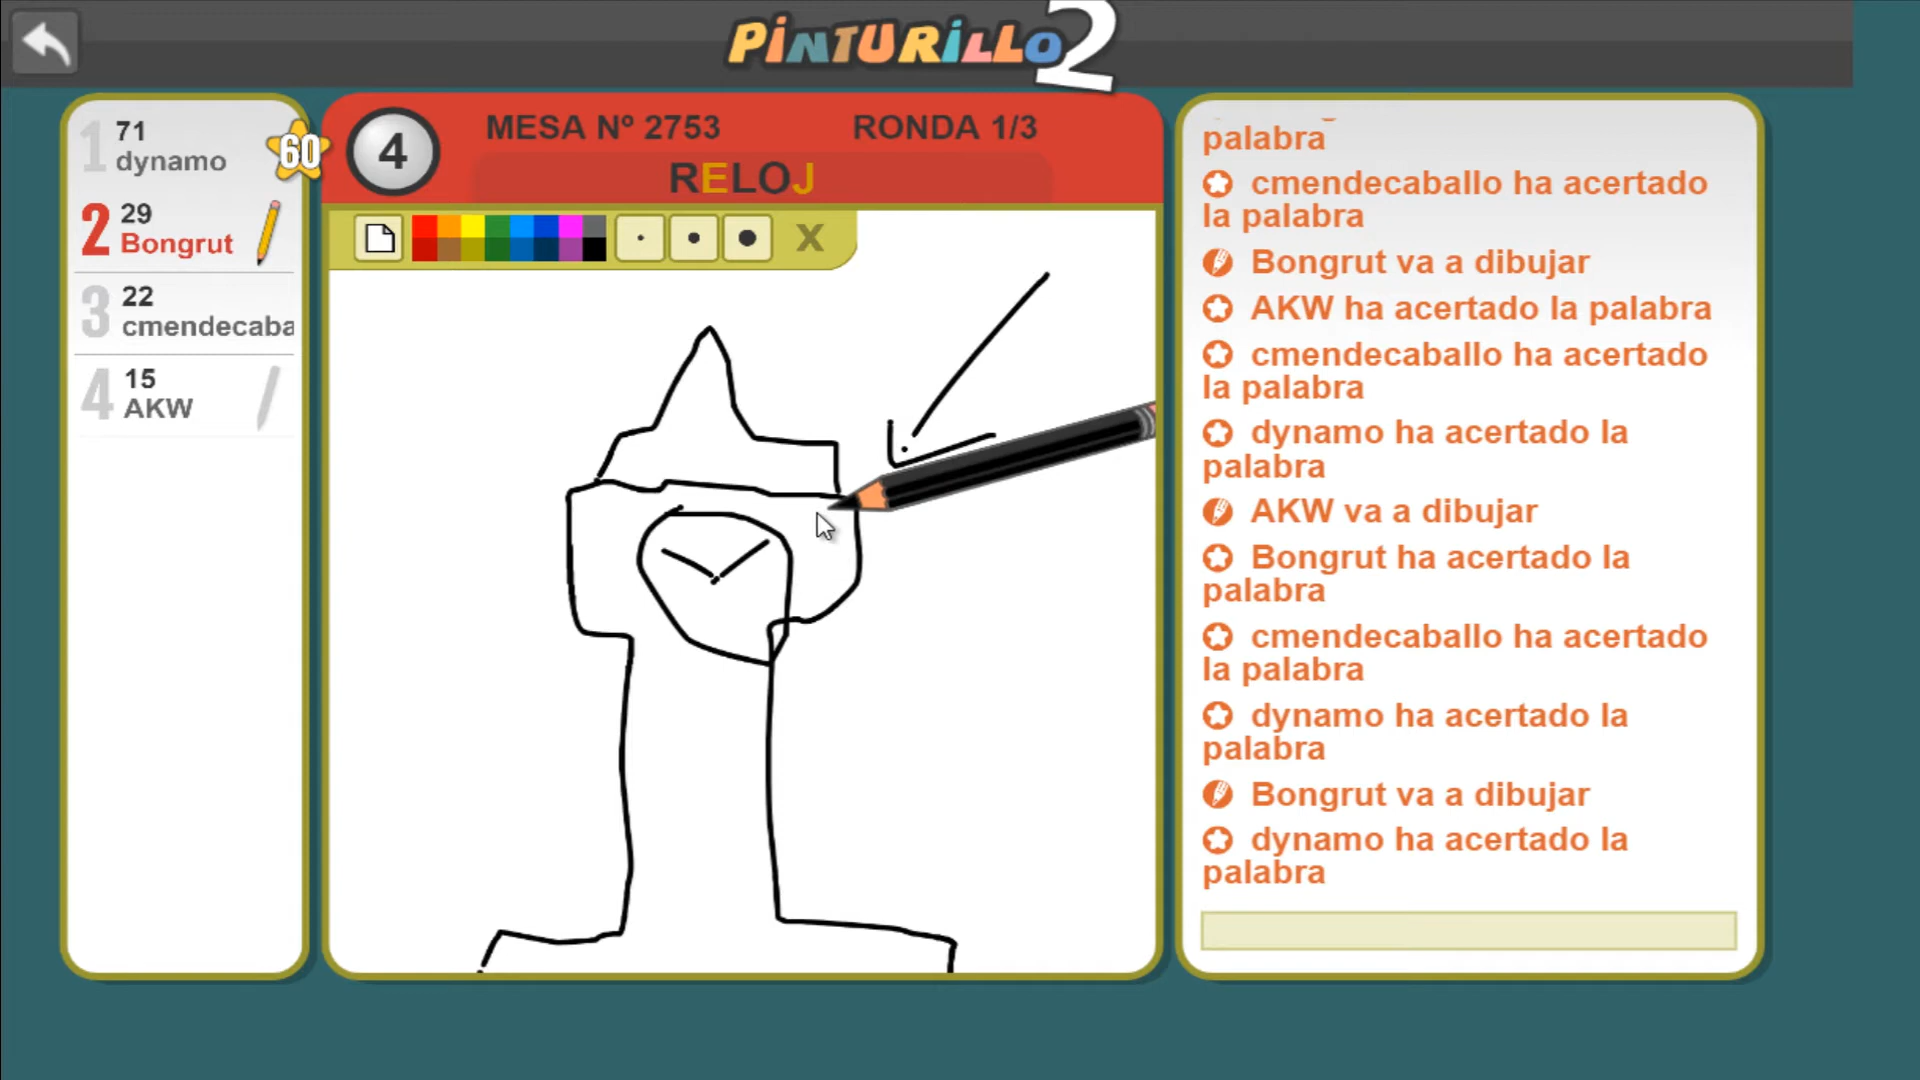 PINTURILLO 2
1 71
dynamo
60
2 29
Bongrut
3 22
cmendecaba
4 15
AKW
4
MESA Nº 2753
RONDA 1/3
RELOJ
X
palabra
cmendecaballo ha acertado
la palabra
Bongrut va a dibujar
AKW ha acertado la palabra
cmendecaballo ha acertado
la palabra
dynamo ha acertado la
palabra
AKW va a dibujar
Bongrut ha acertado la
palabra
cmendecaballo ha acertado
la palabra
dynamo ha acertado la
palabra
Bongrut va a dibujar
dynamo ha acertado la
palabra